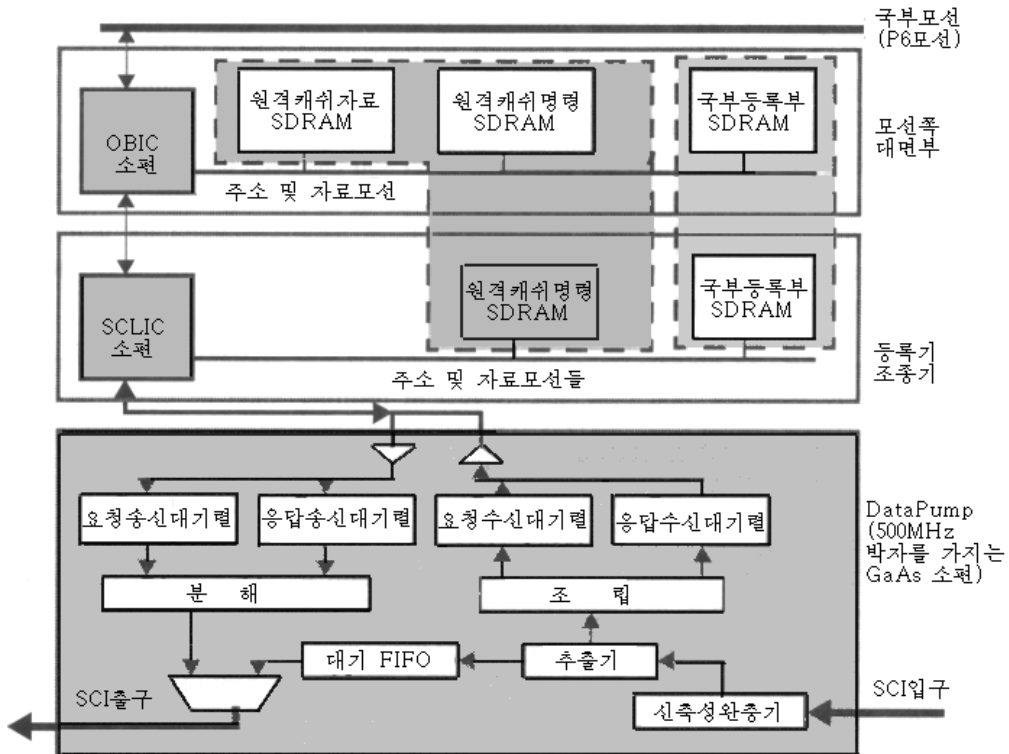 국부모선
(P6모선)
원격캐쉬자료
SDRAM
원격캐쉬명령
SDRAM
국부등록부
SDRAM
OBIC
소편
모선쪽
대면부
주소 및 자료모선
원격캐쉬명령
SDRAM
국부등록부
SDRAM
SCLIC
소편
등록기
조종기
주소 및 자료모선들
요청송신대기렬
응답송신대기렬
요청수신대기렬
응답수신대기렬
DataPump
(500MHz
박자를 가지는
GaAs 소편)
분 해
조 립
대기 FIFO
추출기
SCI출구
SCI입구
신축성완충기